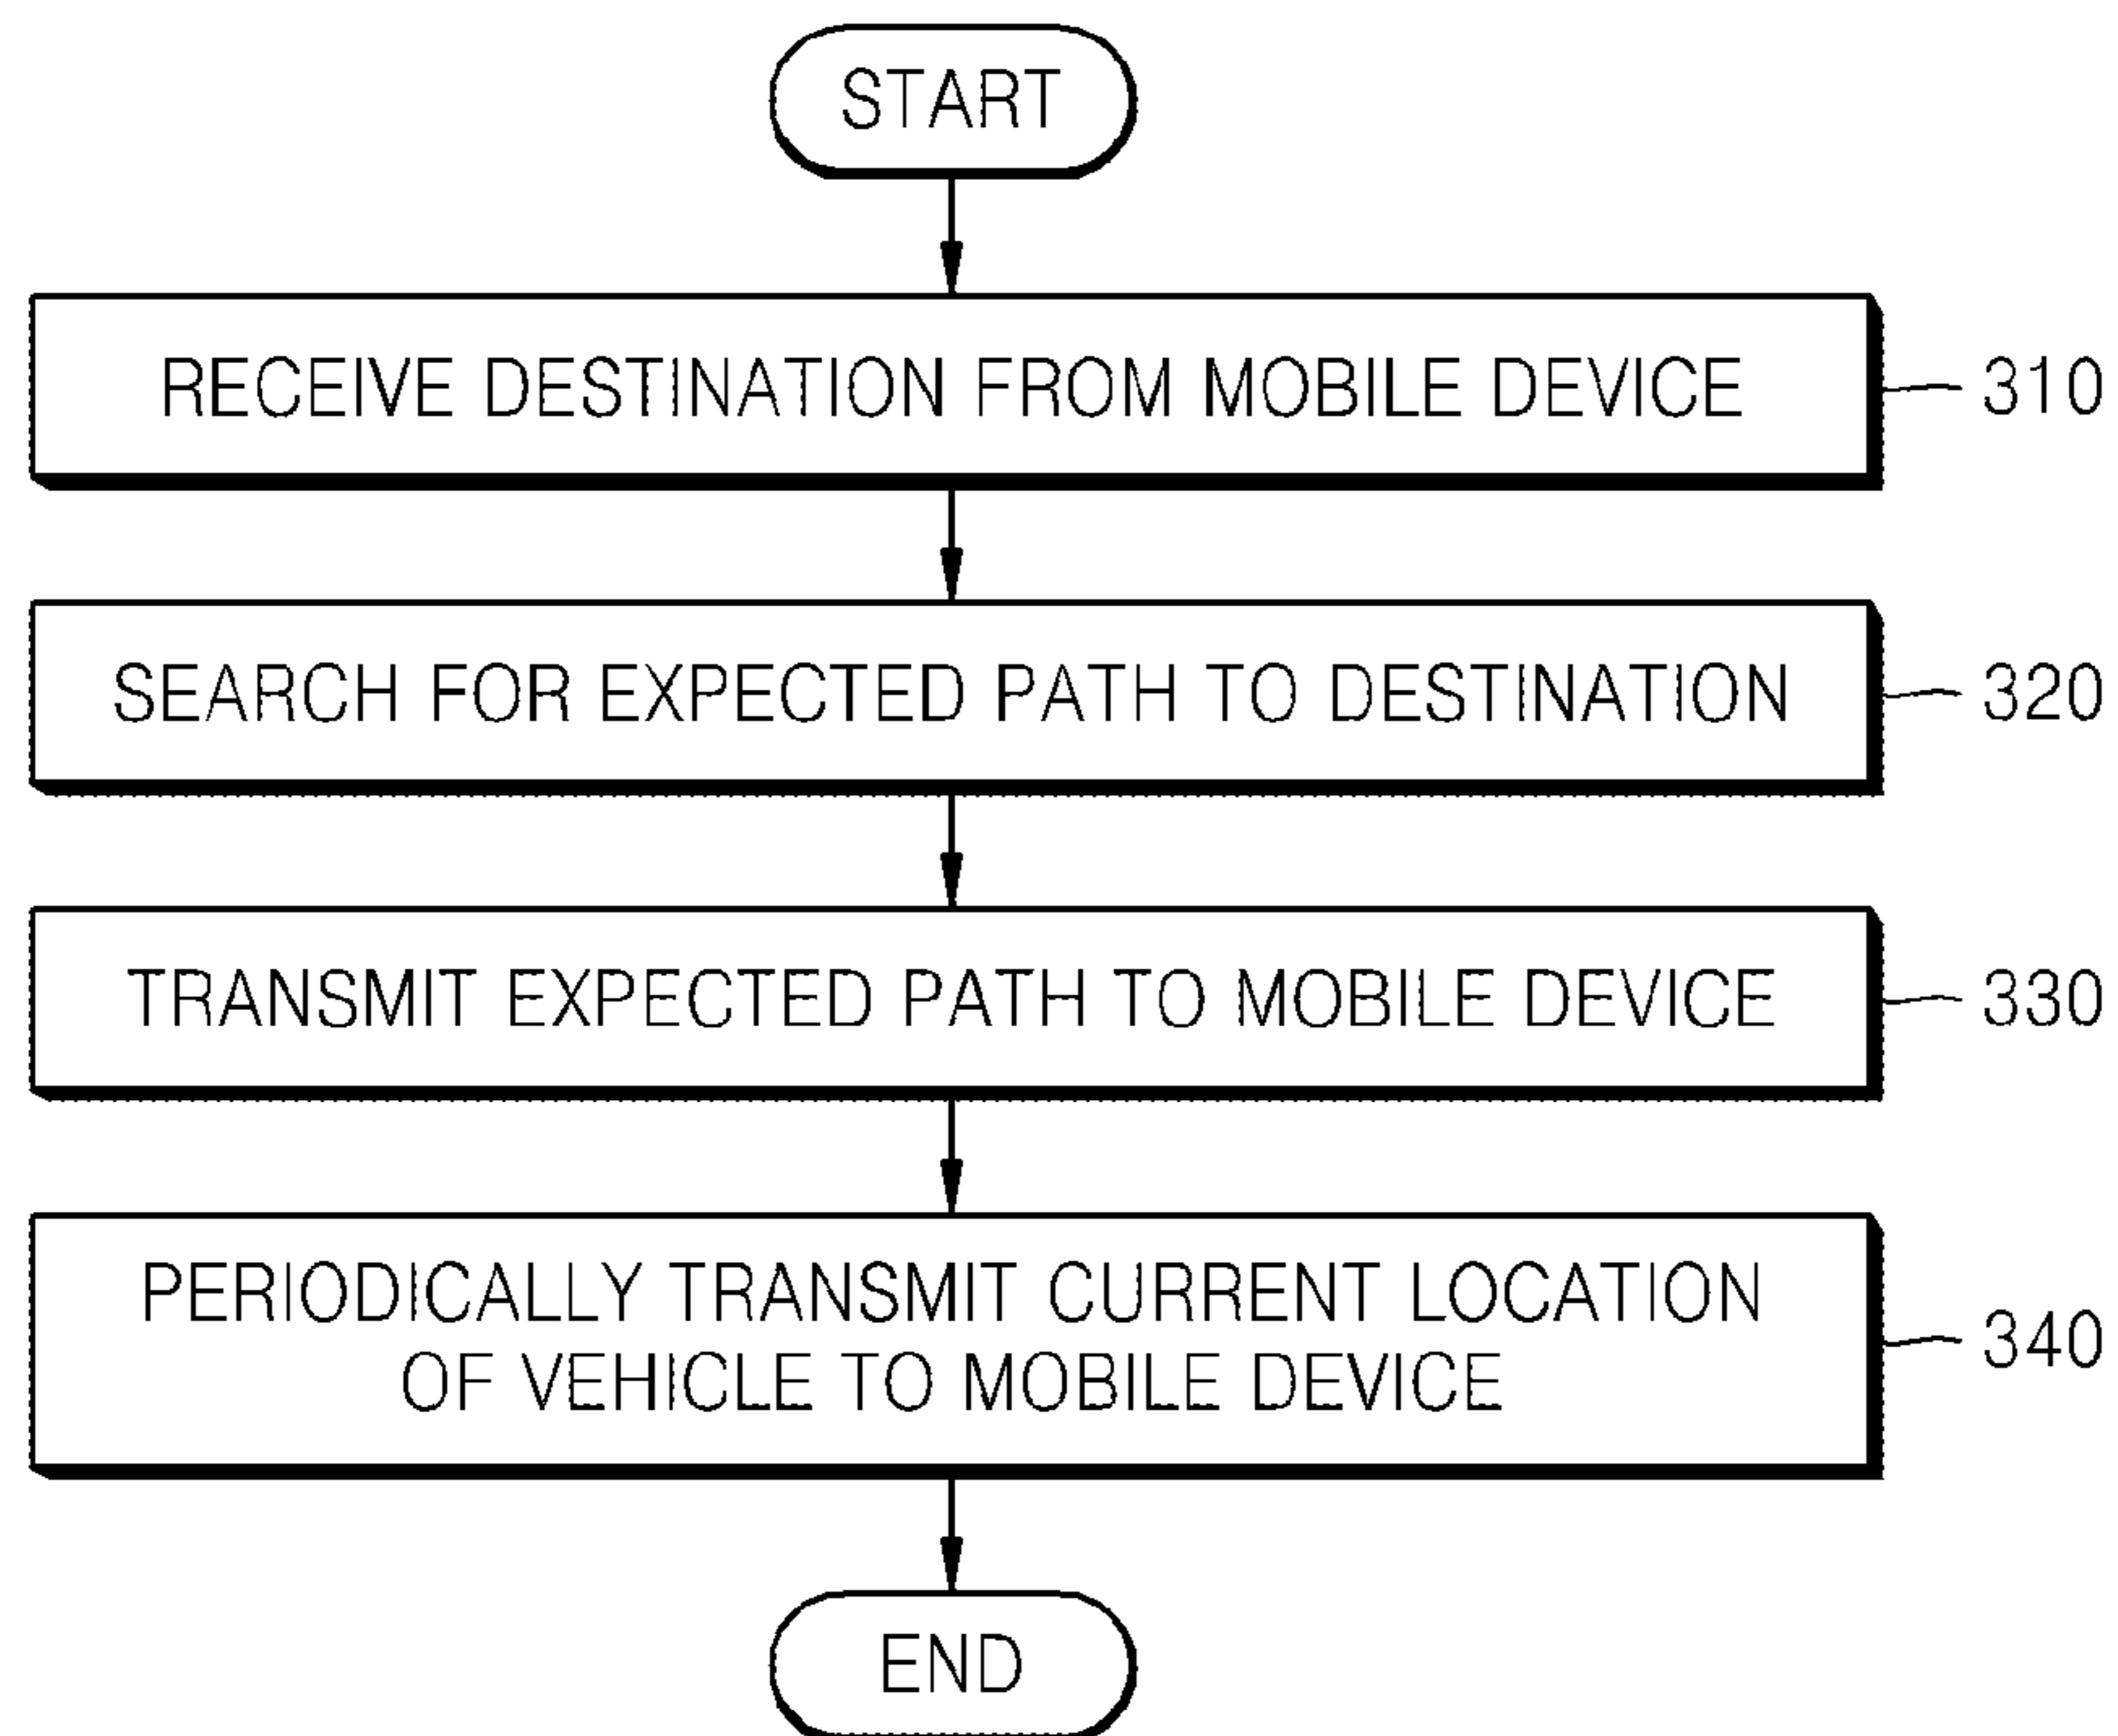 START
RECEIVE DESTINATION FROM MOBILE DEVICE
310
SEARCH FOR EXPECTED PATH TO DESTINATION
320
TRANSMIT EXPECTED PATH TO MOBILE DEVICE
330
PERIODICALLY TRANSMIT CURRENT LOCATION
OF VEHICLE TO MOBILE DEVICE
340
END